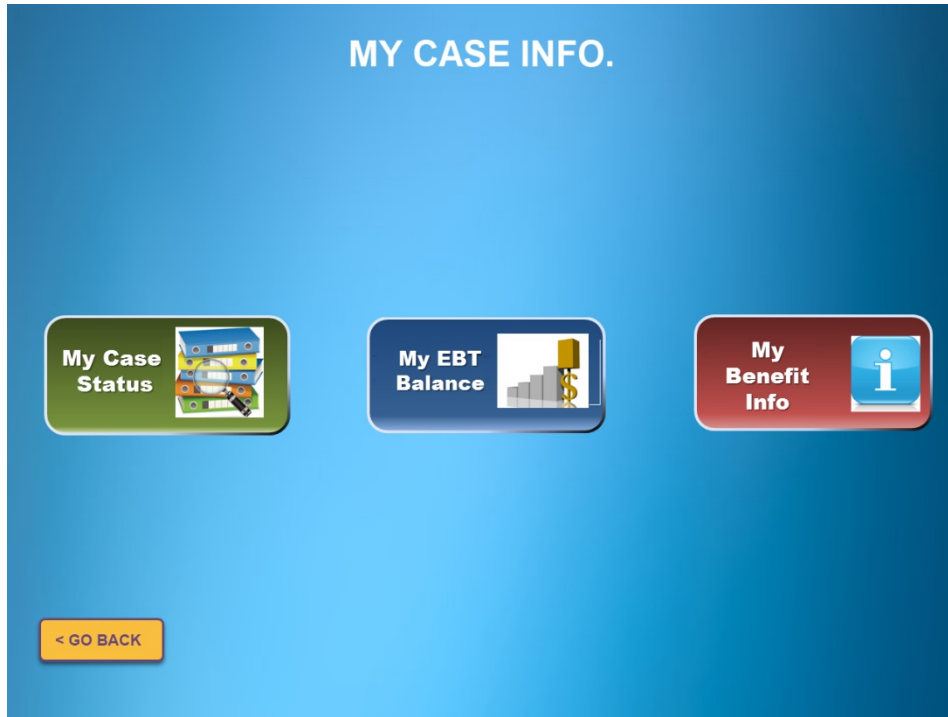 MY CASE INFO.
My Case
Status
My EBT
Balance
$
My
Benefit
Info
i
< GO BACK